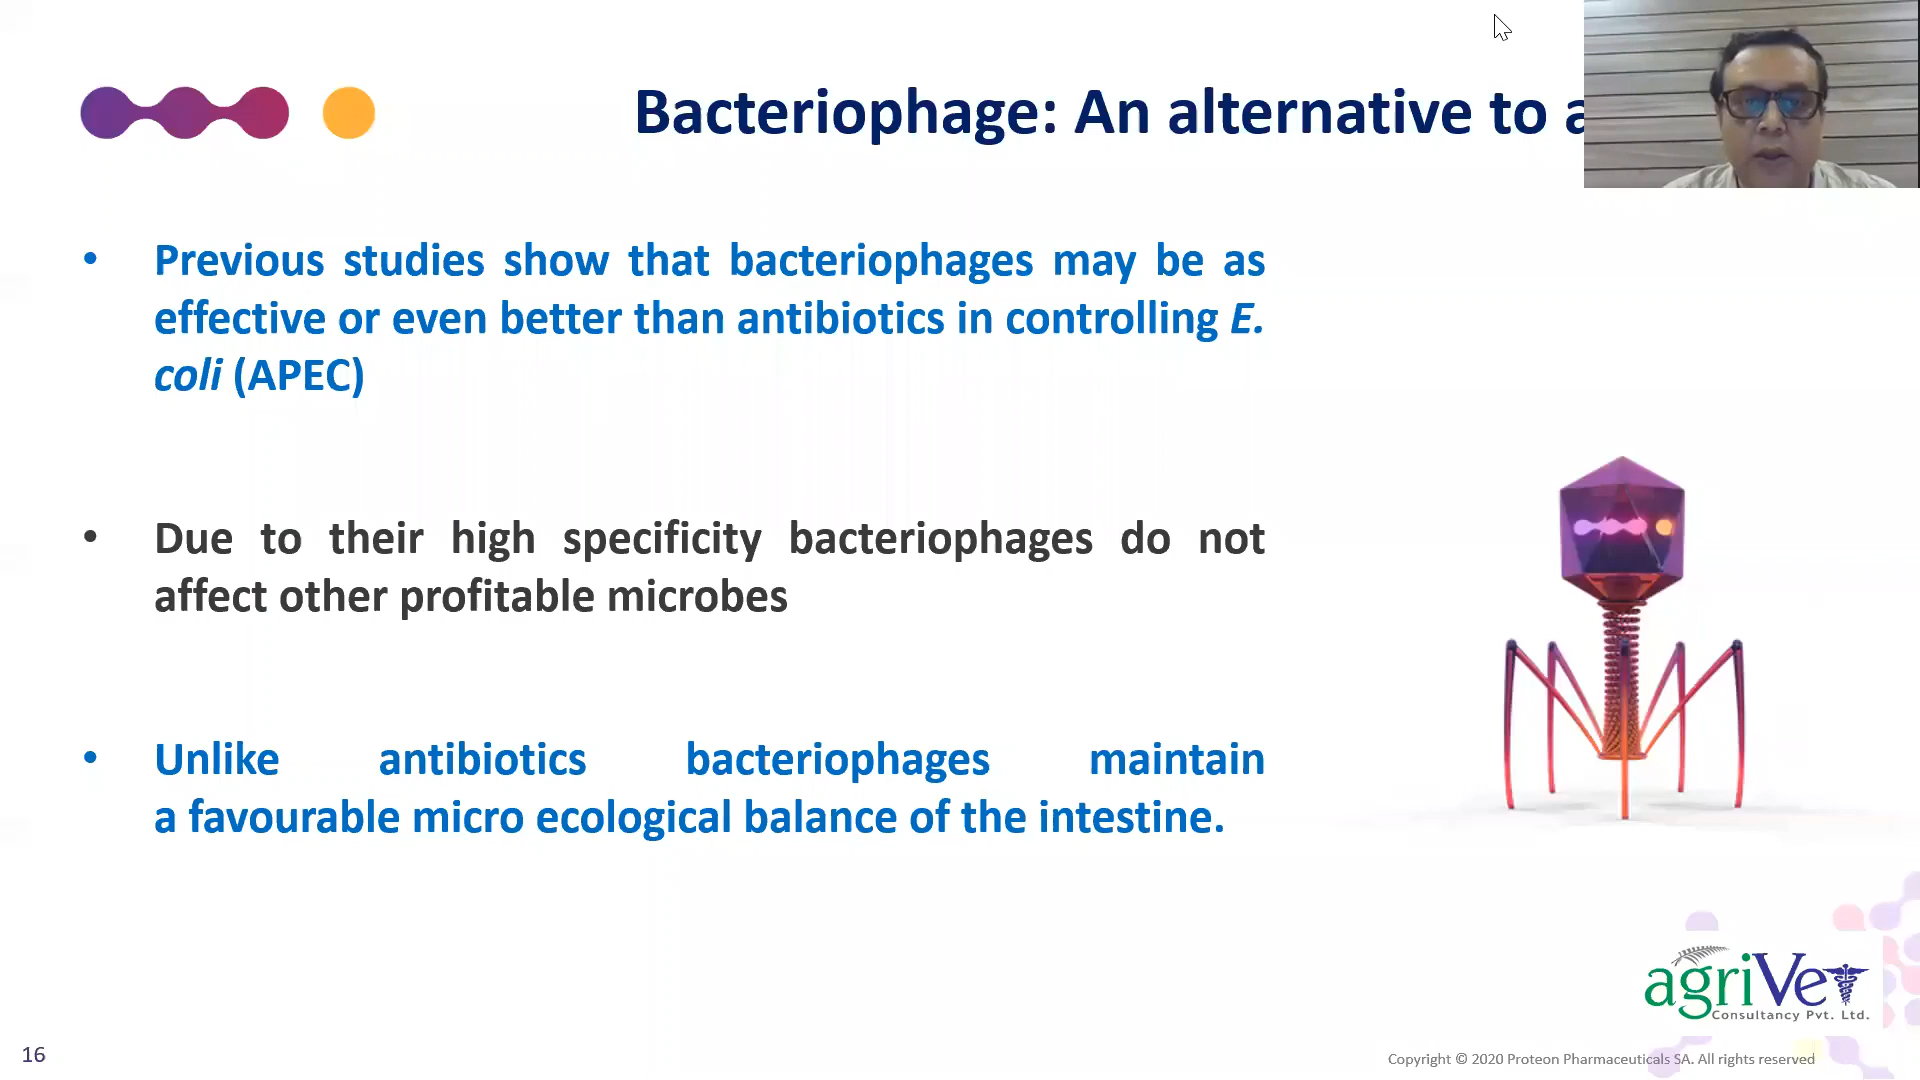 Bacteriophage: An alternative to
• Previous studies show that bacteriophages may be as
effective or even better than antibiotics in controlling E.
coli (APEC)
• Due to their high specificity bacteriophages do not
affect other profitable microbes
• Unlike antibiotics bacteriophages maintain
a favourable micro ecological balance of the intestine.
agriVet
Consultancy Pvt. Ltd.
16
Copyright © 2020 Proteon Pharmaceuticals SA. All rights reserved